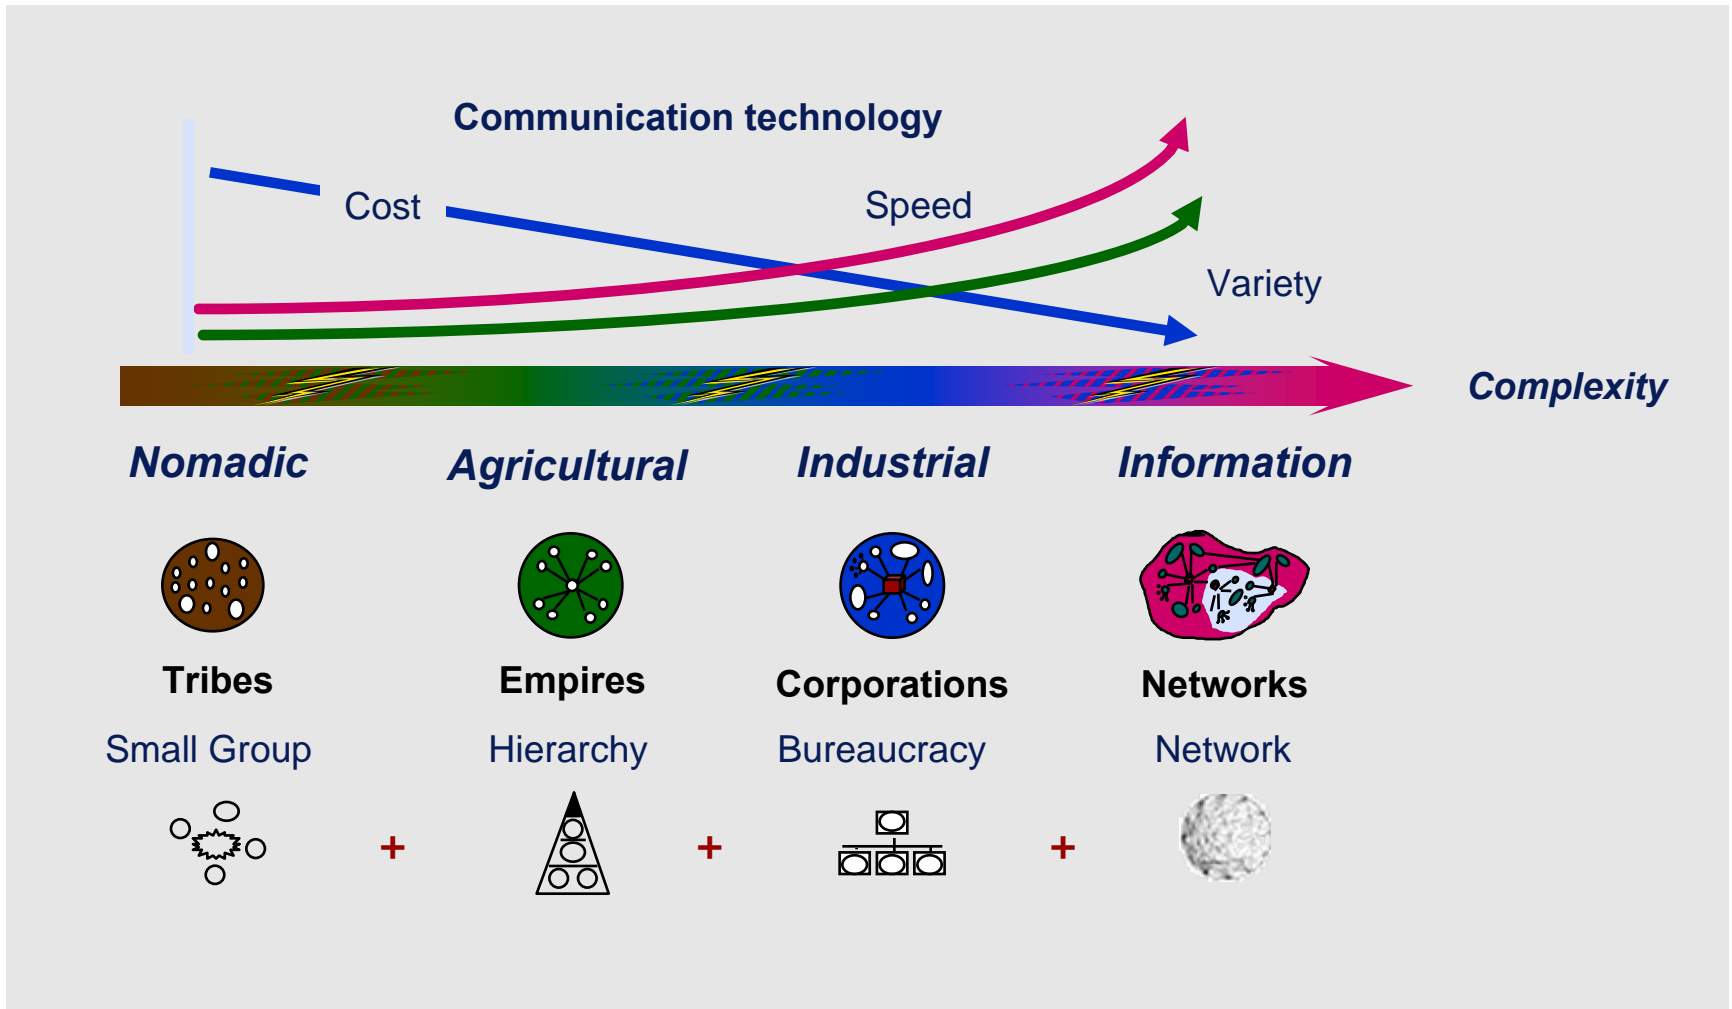 Communication technology
Cost
Speed
Variety
Complexity
Nomadic
Agricultural
Industrial
Information
Tribes
Empires
Corporations
Networks
Small Group
Hierarchy
Bureaucracy
Network
+
+
+